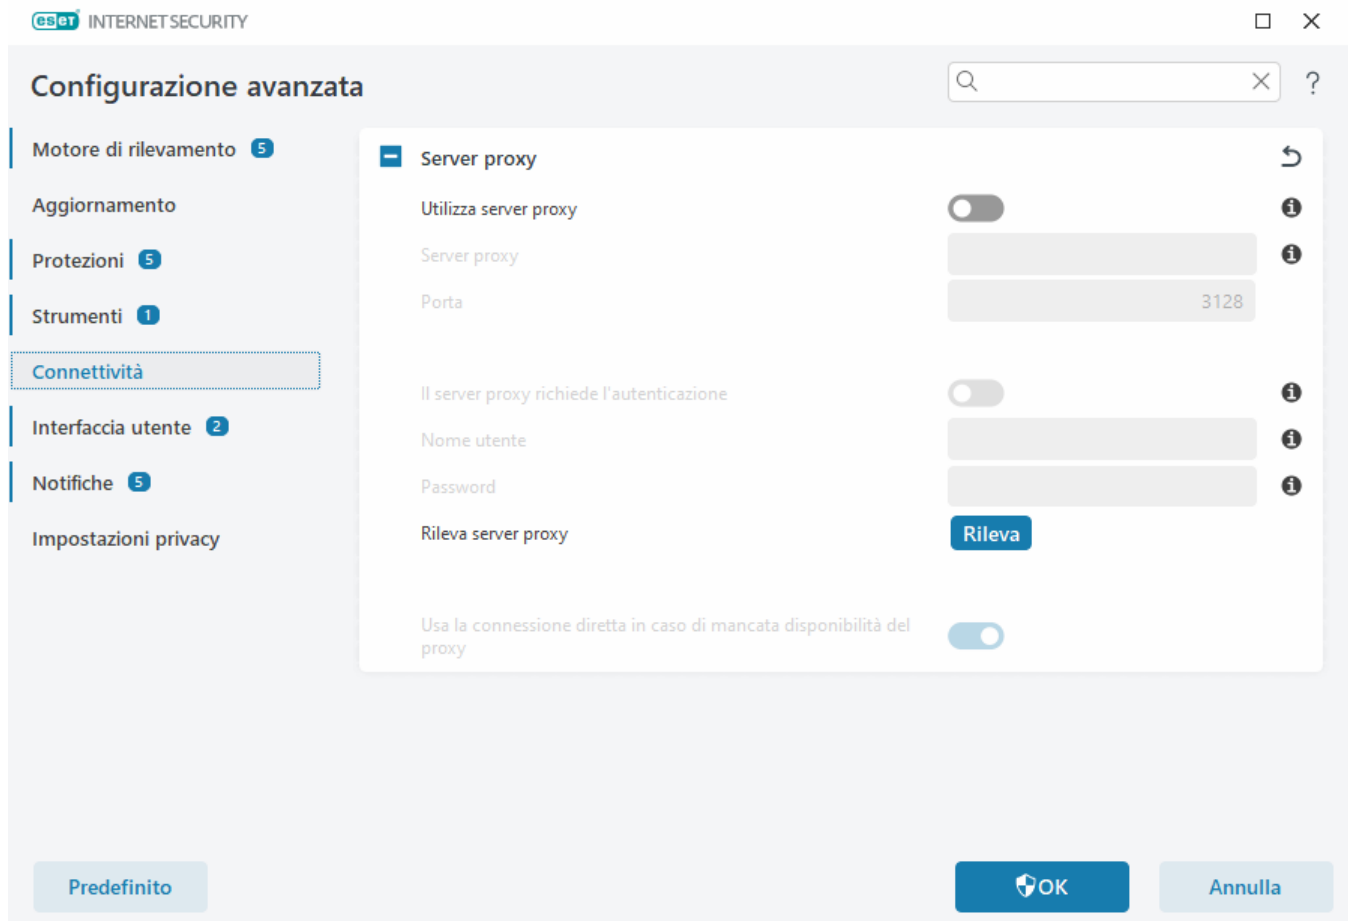 eset INTERNET SECURITY
Configurazione avanzata
?
Motore di rilevamento 5
Aggiornamento
Protezioni 5
Strumenti 1
Connettività
Interfaccia utente 2
Notifiche 5
Impostazioni privacy
Server proxy
Utilizza server proxy
Server proxy
Porta 3128
Il server proxy richiede l'autenticazione
Nome utente
Password
Rileva server proxy Rileva
Usa la connessione diretta in caso di mancata disponibilità del
proxy
Predefinito
OK
Annulla